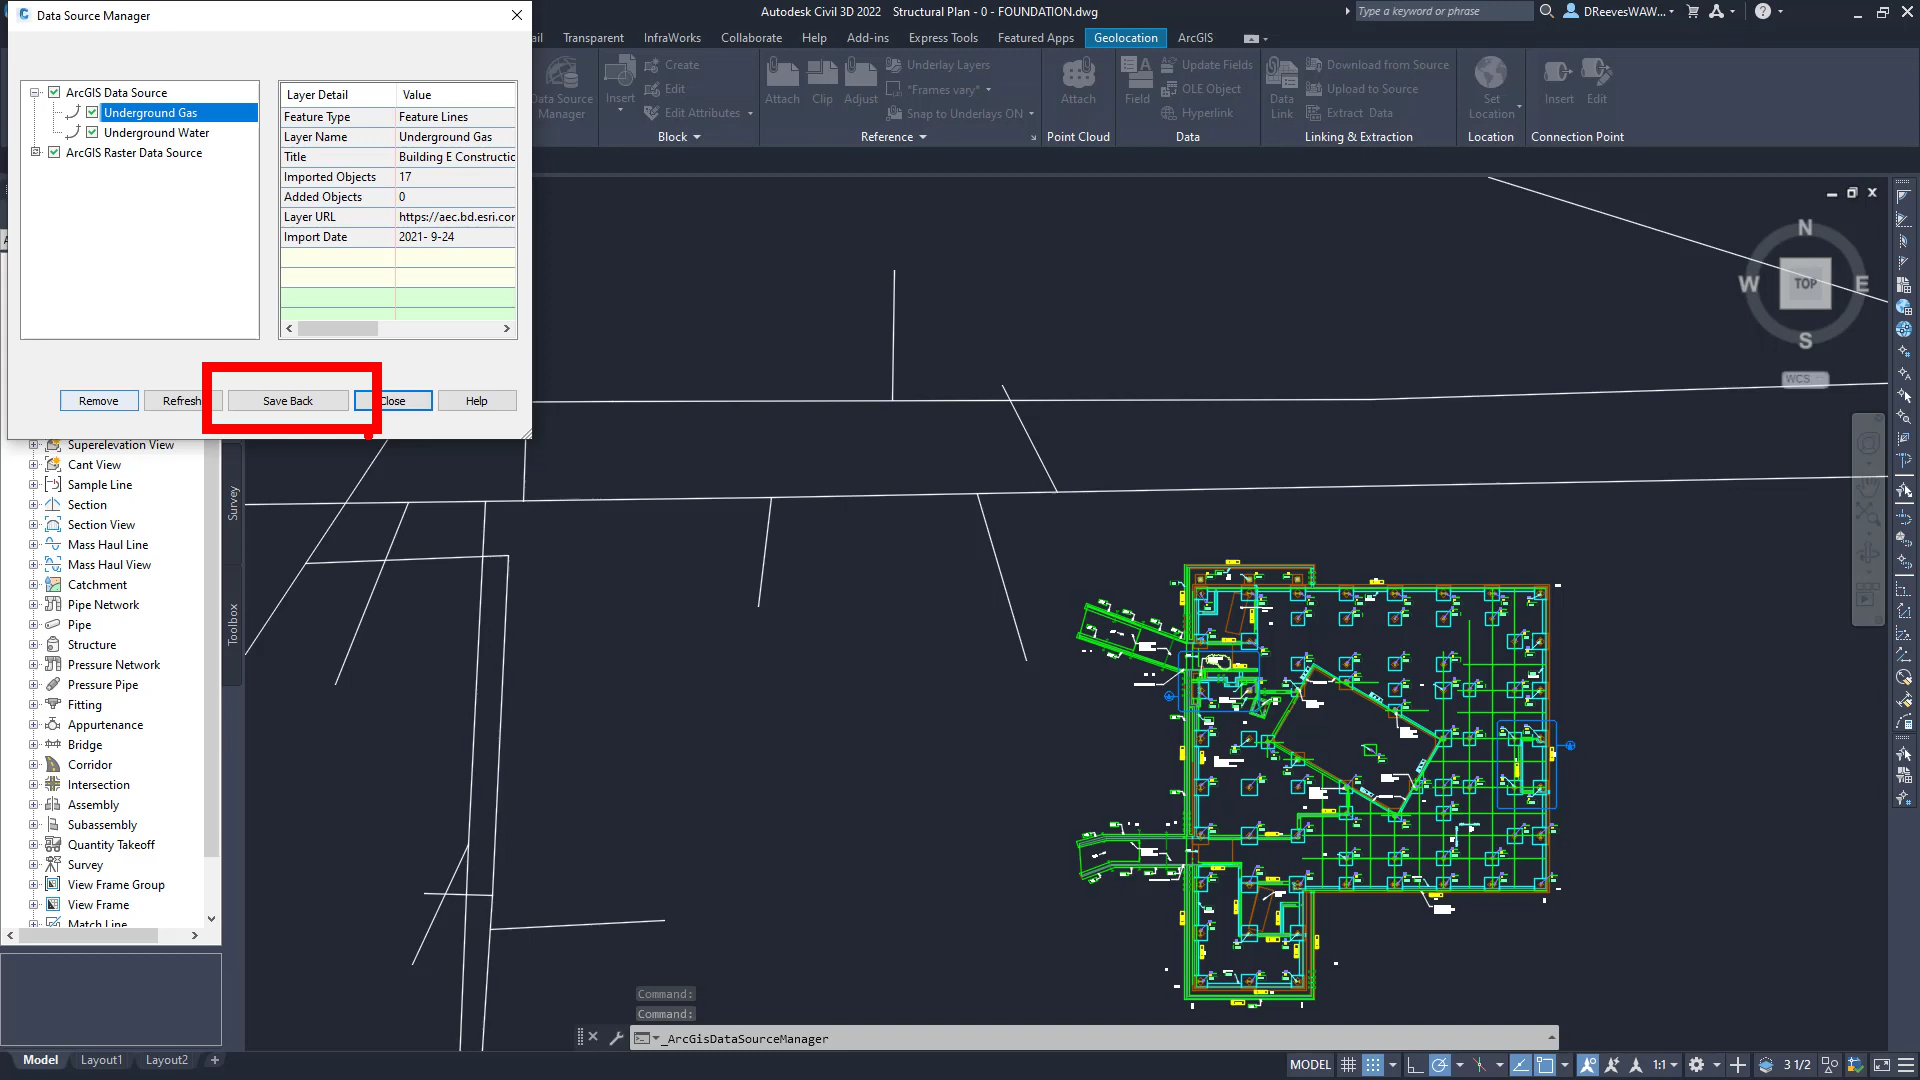 Data Source Manager
Autodesk Civil 3D 2022 Structural Plan - 0 - FOUNDATION.dwg
Type a keyword or phrase
DReevesWAW...
Transparent
InfraWorks
Collaborate
Help
Add-ins
Express Tools
Featured Apps
Geolocation
ArcGIS
Data Source
Manager
Insert
Create
Edit
Edit Attributes
Block
Attach
Clip
Adjust
Underlay Layers
*Frames vary*
Snap to Underlays ON
Reference
Attach
Point Cloud
Field
Update Fields
OLE Object
Hyperlink
Data
Data
Link
Download from Source
Upload to Source
Extract Data
Linking & Extraction
Set
Location
Location
Insert
Edit
Connection Point
ArcGIS Data Source
Underground Gas
Underground Water
ArcGIS Raster Data Source
Layer Detail Value
Feature Type Feature Lines
Layer Name Underground Gas
Title Building E Constructic
Imported Objects 17
Added Objects 0
Layer URL https://aec.bd.esri.cor
Import Date 2021- 9-24
Remove
Refresh
Save Back
Close
Help
N
W
TOP
E
S
WCS
Superelevation View
Cant View
Sample Line
Section
Section View
Mass Haul Line
Mass Haul View
Catchment
Pipe Network
Pipe
Structure
Pressure Network
Pressure Pipe
Fitting
Appurtenance
Bridge
Corridor
Intersection
Assembly
Subassembly
Quantity Takeoff
Survey
View Frame Group
View Frame
Match Line
Survey
Toolbox
Command:
Command:
_ArcGisDataSourceManager
Model
Layout1
Layout2
+
MODEL
1:1
3 1/2